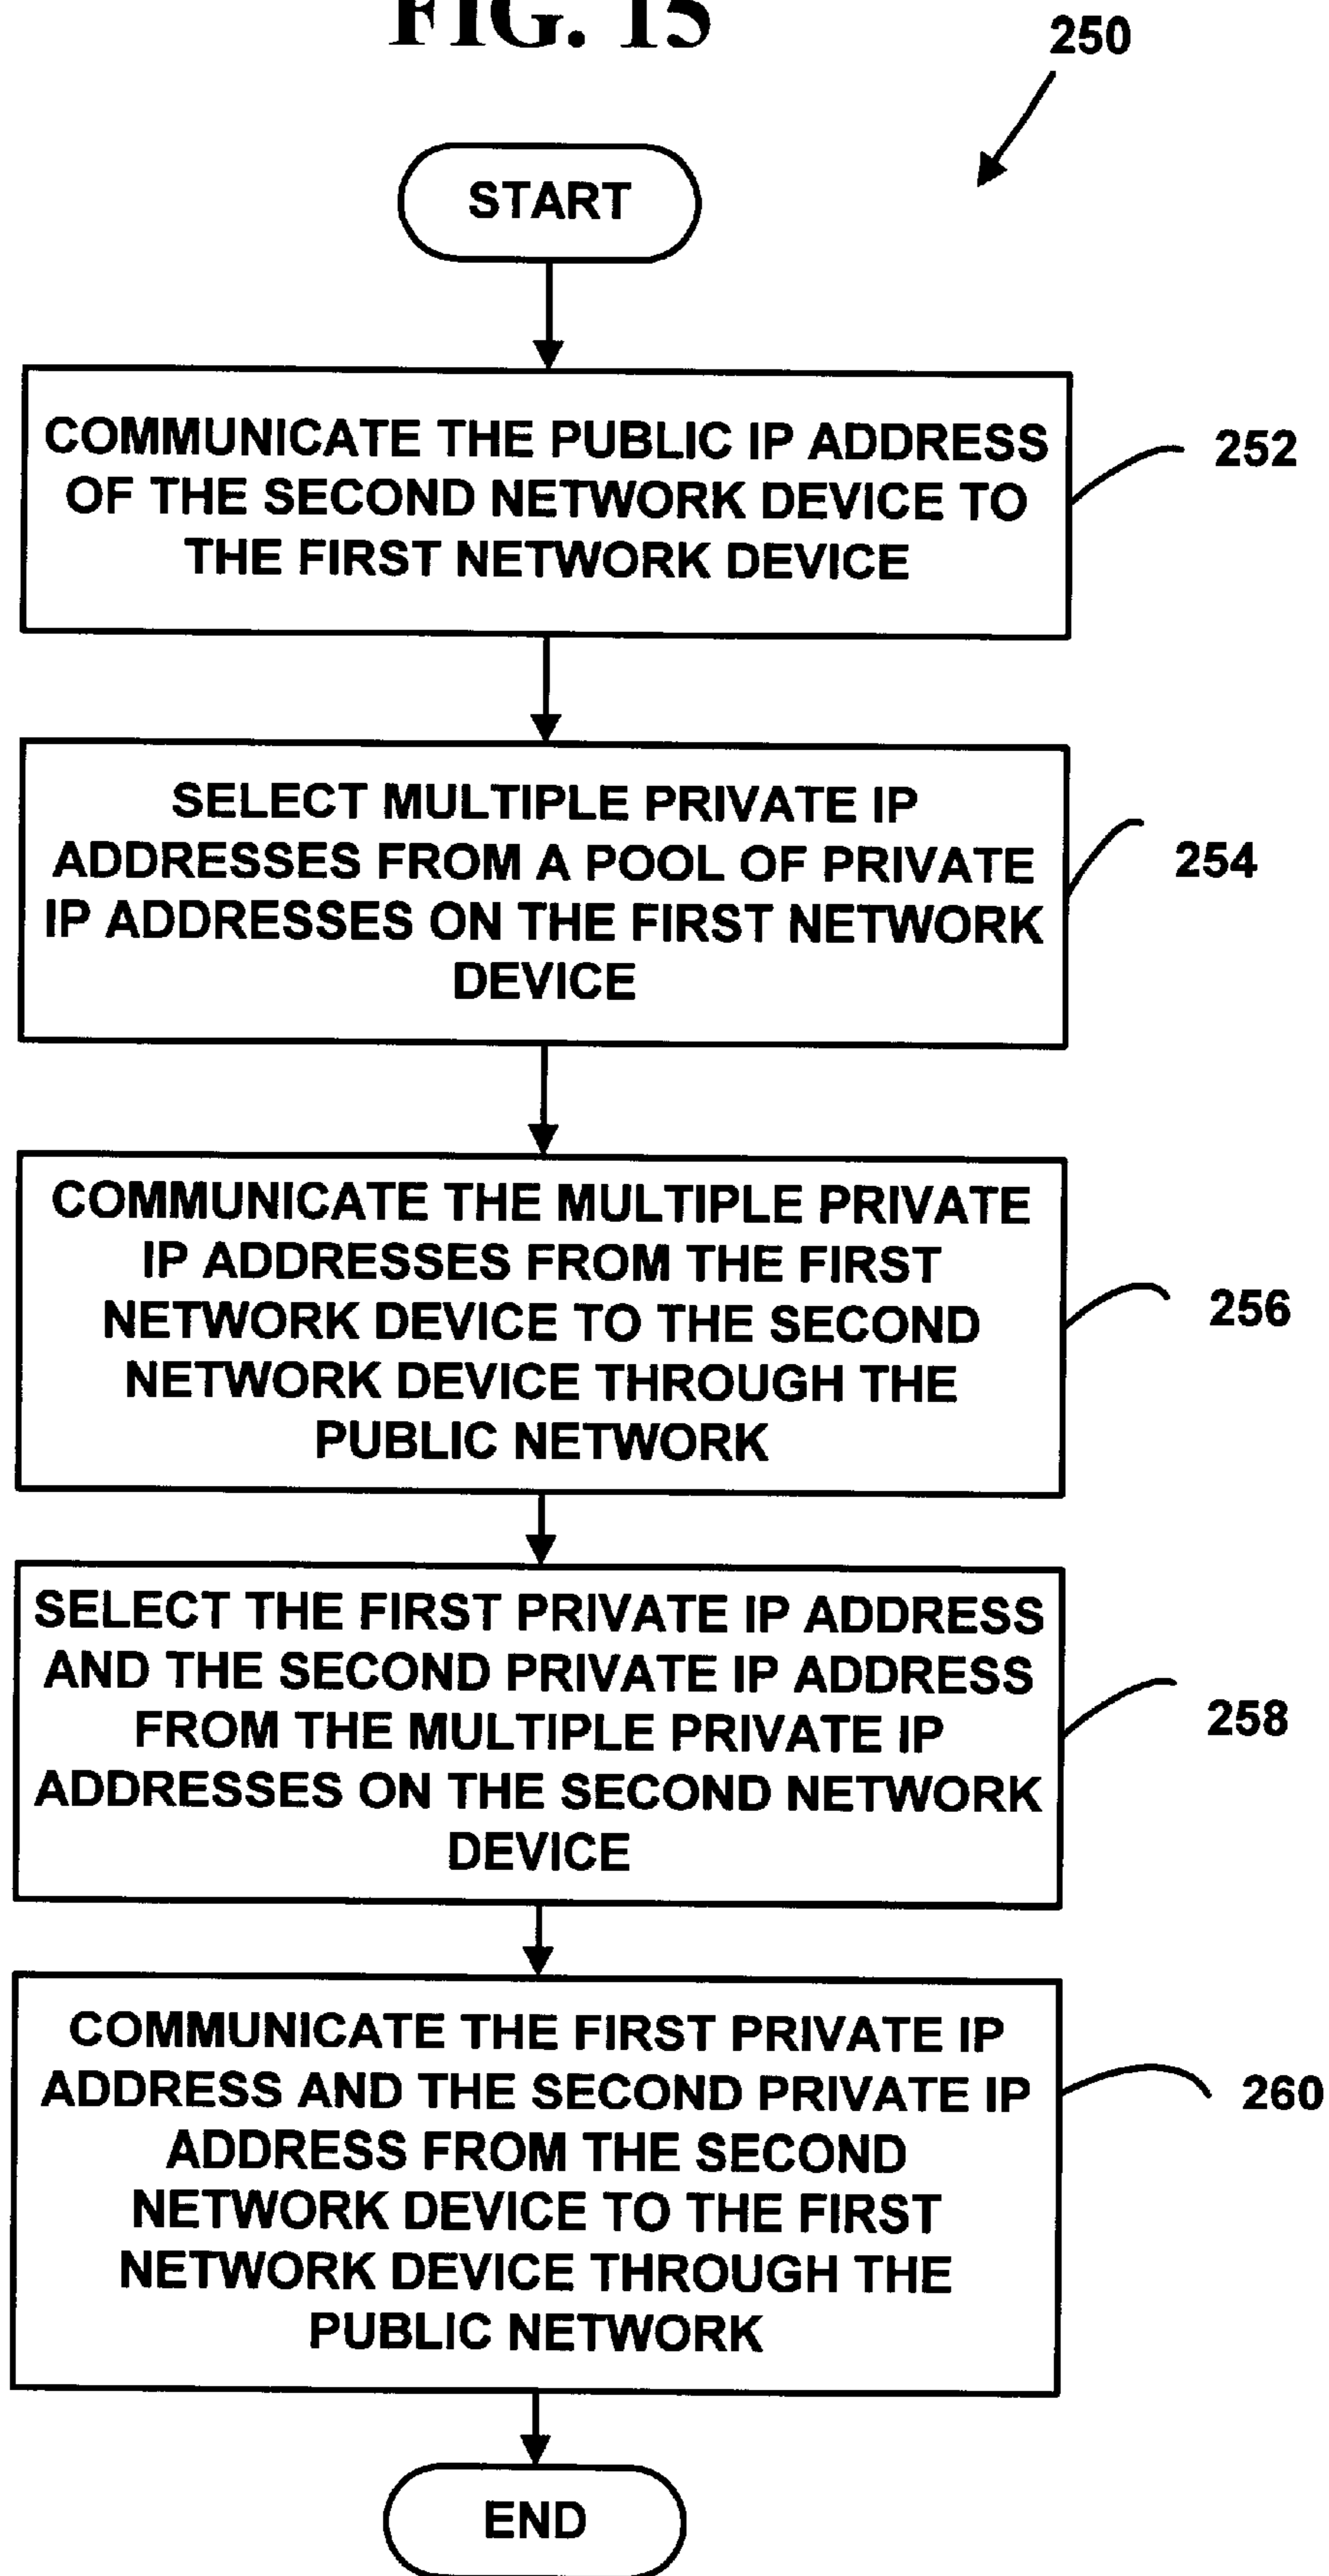 FIG. 15
250
START
COMMUNICATE THE PUBLIC IP ADDRESS
OF THE SECOND NETWORK DEVICE TO
THE FIRST NETWORK DEVICE
252
SELECT MULTIPLE PRIVATE IP
ADDRESSES FROM A POOL OF PRIVATE
IP ADDRESSES ON THE FIRST NETWORK
DEVICE
254
COMMUNICATE THE MULTIPLE PRIVATE
IP ADDRESSES FROM THE FIRST
NETWORK DEVICE TO THE SECOND
NETWORK DEVICE THROUGH THE
PUBLIC NETWORK
256
SELECT THE FIRST PRIVATE IP ADDRESS
AND THE SECOND PRIVATE IP ADDRESS
FROM THE MULTIPLE PRIVATE IP
ADDRESSES ON THE SECOND NETWORK
DEVICE
258
COMMUNICATE THE FIRST PRIVATE IP
ADDRESS AND THE SECOND PRIVATE IP
ADDRESS FROM THE SECOND
NETWORK DEVICE TO THE FIRST
NETWORK DEVICE THROUGH THE
PUBLIC NETWORK
260
END